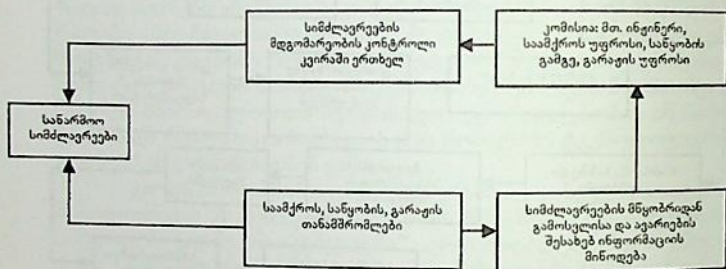 სიმძლავრეების
მდგომარეობის კონტროლი
კვირაში ერთხელ
კომისია: მთ. ინჟინერი,
საამქროს უფროსი, საწყობის
გამგე, გარაჟის უფროსი
საწარმოო
სიმძლავრეები
საამქროს, საწყობის, გარაჟის
თანამშრომლები
სიმძლავრეების მწყობრიდან
გამოსვლისა და ავარიების
შესახებ ინფორმაციის
მიწოდება